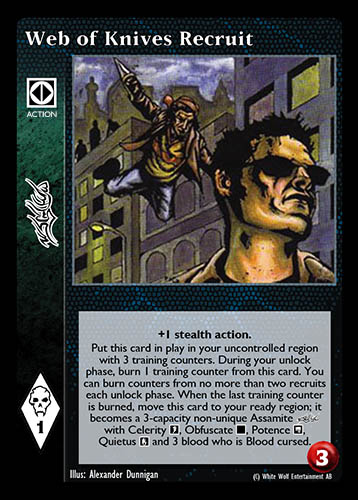 Web of Knives Recruit
ACTION
+1 stealth action.
Put this card in play in your uncontrolled region
with 3 training counters. During your unlock
phase, burn 1 training counter from this card. You
can burn counters from no more than two recruits
each unlock phase. When the last training counter
is burned, move this card to your ready region; it
becomes a 3-capacity non-unique Assamite
with Celerity, Obfuscate, Potence,
Quietus and 3 blood who is Blood cursed.
1
3
Illus: Alexander Dunnigan
(C) White Wolf Entertainment AB